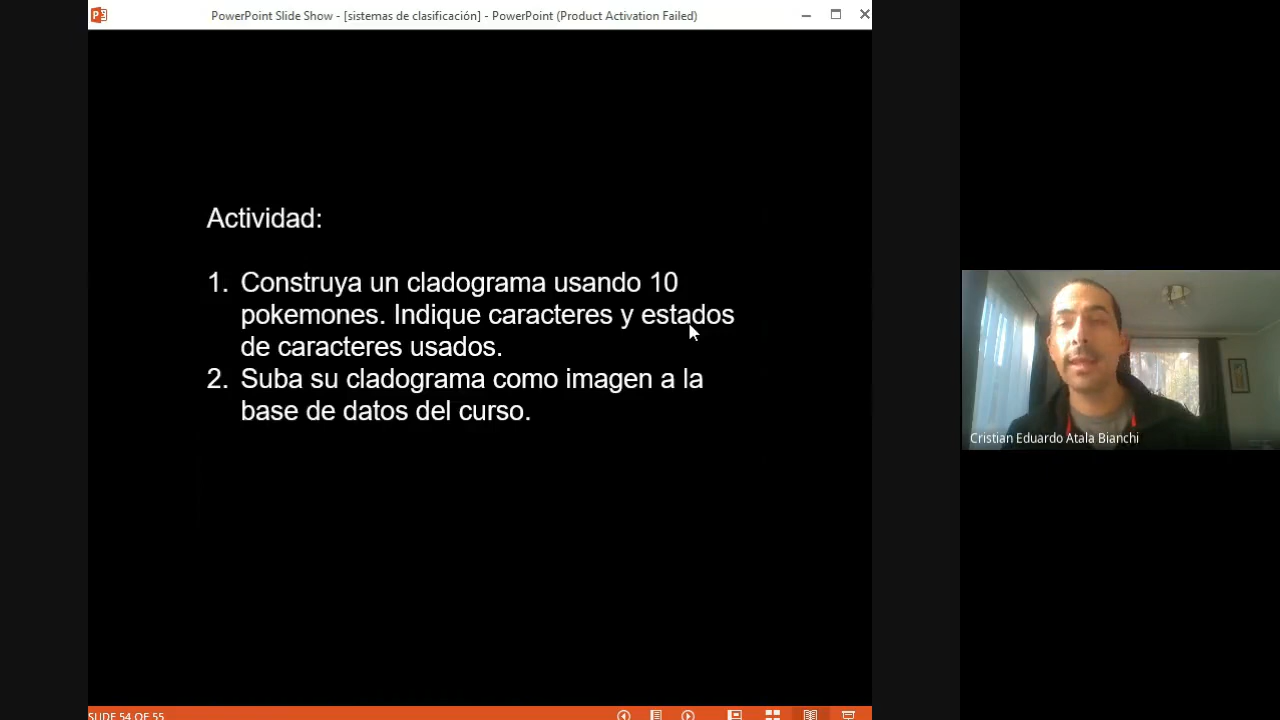 PowerPoint Slide Show - [sistemas de clasificación] - PowerPoint (Product Activation Failed)
Actividad:
1. Construya un cladograma usando 10
pokemones. Indique caracteres y estados
de caracteres usados.
2. Suba su cladograma como imagen a la
base de datos del curso.
Cristian Eduardo Atala Bianchi
SLIDE 54 OF 55